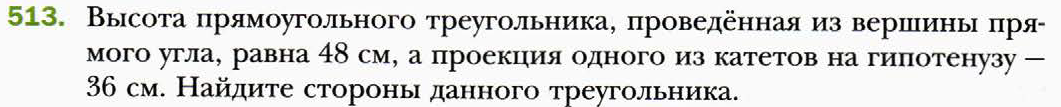 513. Высота прямоугольного треугольника, проведённая из вершины пря-
мого угла, равна 48 см, а проекция одного из катетов на гипотенузу —
36 см. Найдите стороны данного треугольника.